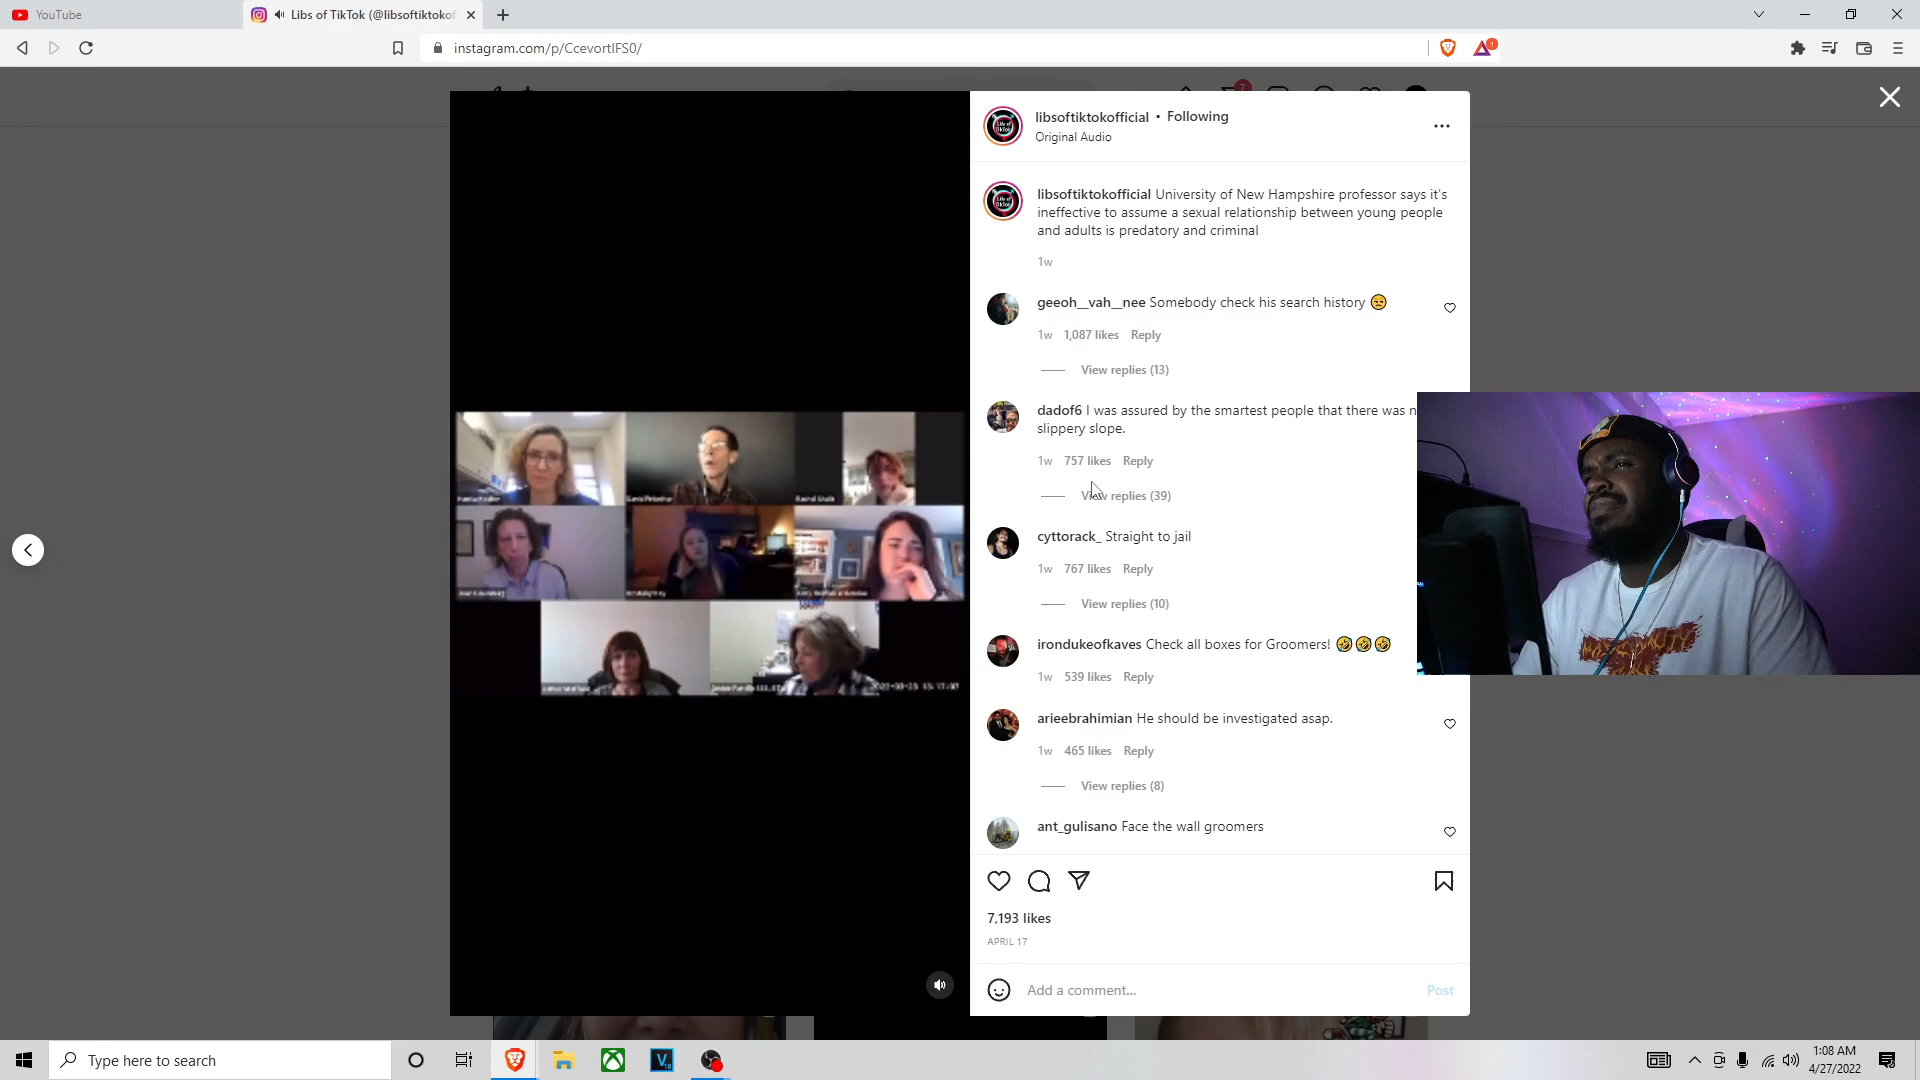 YouTube
Libs of TikTok (@libsoftiktokof
instagram.com/p/CcevortIFS0/
1
7
libsoftiktokofficial • Following
Original Audio
libsoftiktokofficial University of New Hampshire professor says it's
ineffective to assume a sexual relationship between young people
and adults is predatory and criminal
1w
geeoh__vah__nee Somebody check his search history
1w 1,087 likes Reply
View replies (13)
dadof6 I was assured by the smartest people that there was n
slippery slope.
1w 757 likes Reply
View replies (39)
cyttorack_ Straight to jail
1w 767 likes Reply
View replies (10)
irondukeofkaves Check all boxes for Groomers!
1w 539 likes Reply
arieebrahimian He should be investigated asap.
1w 465 likes Reply
View replies (8)
ant_gulisano Face the wall groomers
7,193 likes
APRIL 17
Add a comment...
Post
Type here to search
1:08 AM
4/27/2022